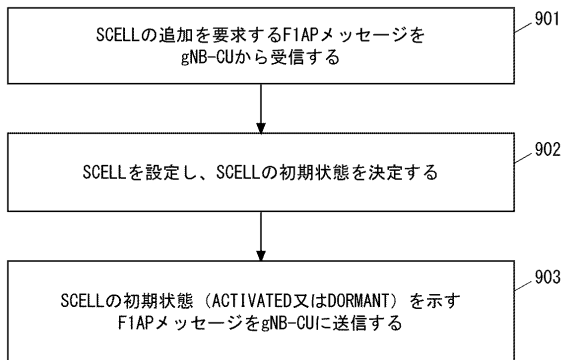 SCELLの追加を要求するF1APメッセージを
gNB-CUから受信する
901
SCELLを設定し、SCELLの初期状態を決定する
902
SCELLの初期状態（ACTIVATED又はDORMANT）を示す
F1APメッセージをgNB-CUに送信する
903